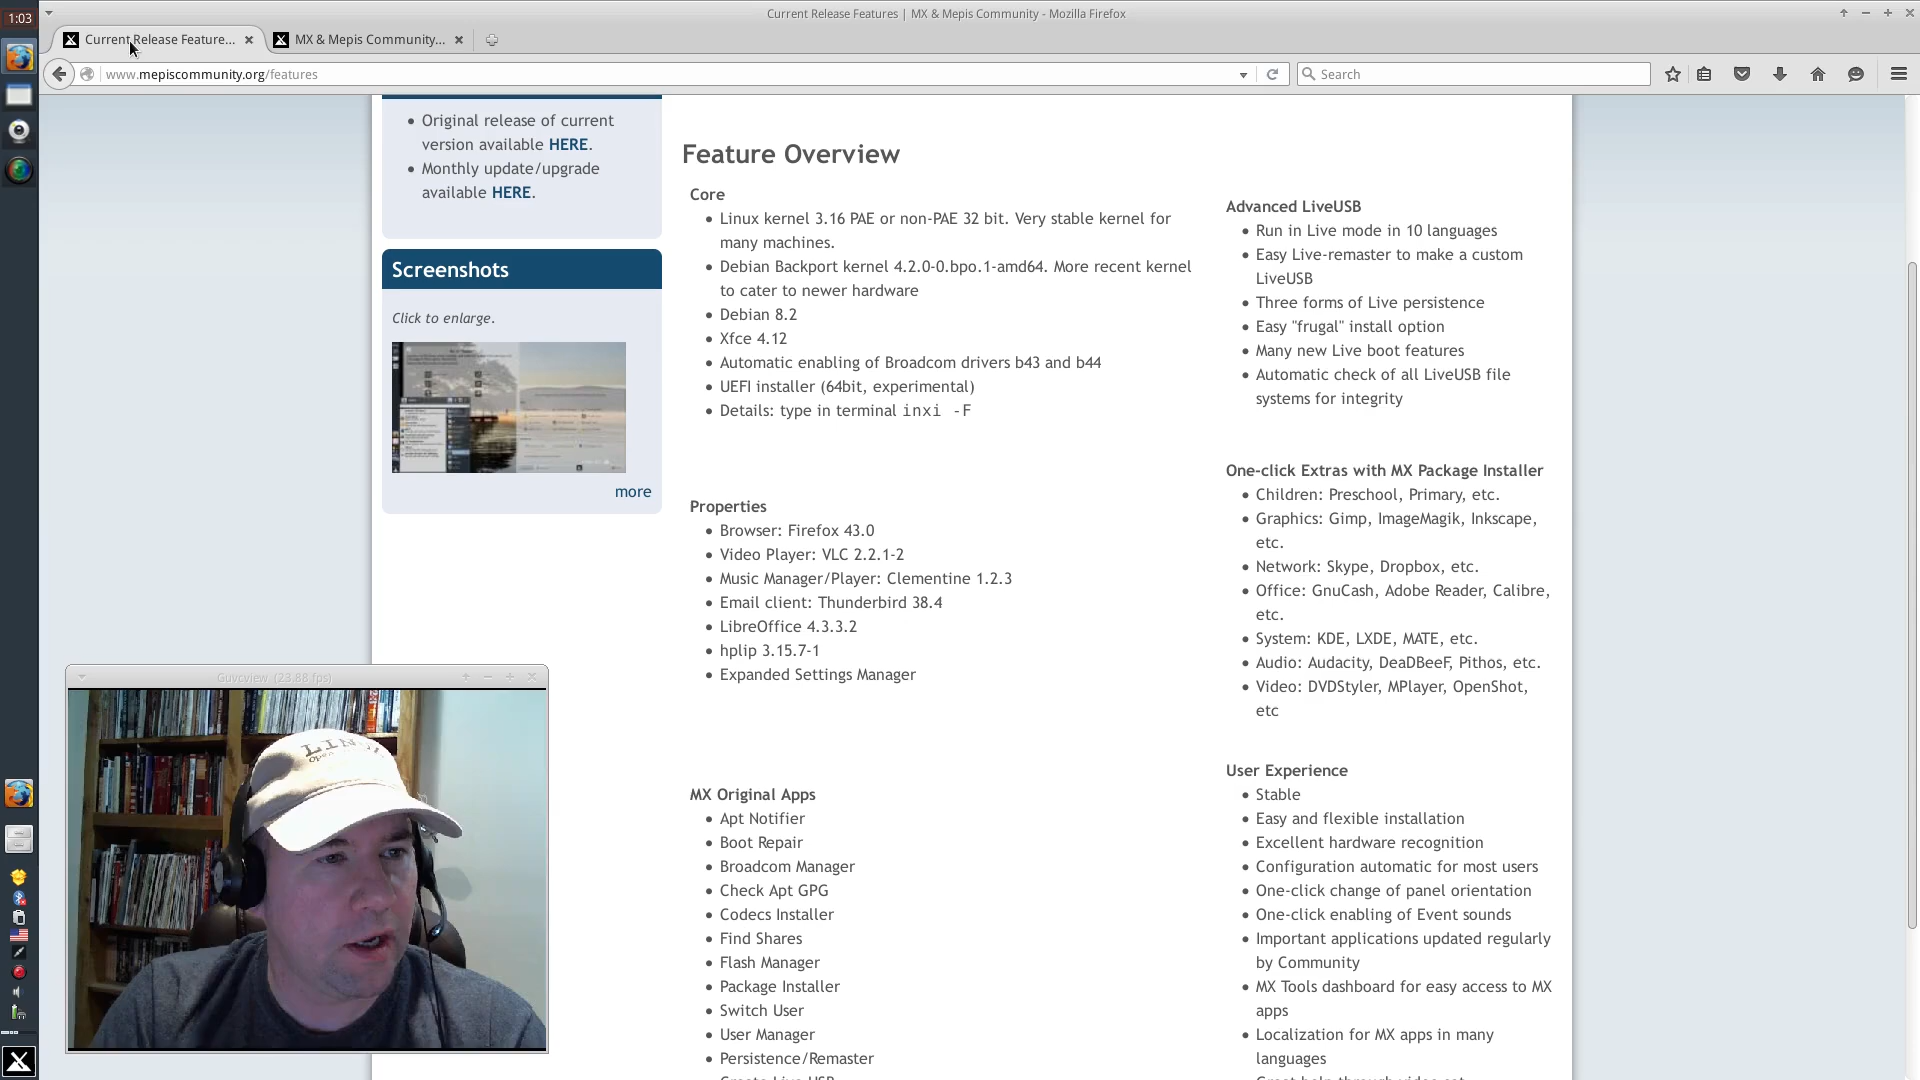 1:03
Current Release Features | MX & Mepis Community - Mozilla Firefox
Current Release Feature...
MX & Mepis Community...
www.mepiscommunity.org/features
Search
Original release of current
version available HERE.
Monthly update/upgrade
available HERE.
Screenshots
Click to enlarge.
more
Feature Overview
Core
Linux kernel 3.16 PAE or non-PAE 32 bit. Very stable kernel for
many machines.
Debian Backport kernel 4.2.0-0.bpo.1-amd64. More recent kernel
to cater to newer hardware
Debian 8.2
Xfce 4.12
Automatic enabling of Broadcom drivers b43 and b44
UEFI installer (64bit, experimental)
Details: type in terminal inxi -F
Properties
Browser: Firefox 43.0
Video Player: VLC 2.2.1-2
Music Manager/Player: Clementine 1.2.3
Email client: Thunderbird 38.4
LibreOffice 4.3.3.2
hplip 3.15.7-1
Expanded Settings Manager
MX Original Apps
Apt Notifier
Boot Repair
Broadcom Manager
Check Apt GPG
Codecs Installer
Find Shares
Flash Manager
Package Installer
Switch User
User Manager
Persistence/Remaster
Create Live USB
Advanced LiveUSB
Run in Live mode in 10 languages
Easy Live-remaster to make a custom
LiveUSB
Three forms of Live persistence
Easy "frugal" install option
Many new Live boot features
Automatic check of all LiveUSB file
systems for integrity
One-click Extras with MX Package Installer
Children: Preschool, Primary, etc.
Graphics: Gimp, ImageMagik, Inkscape,
etc.
Network: Skype, Dropbox, etc.
Office: GnuCash, Adobe Reader, Calibre,
etc.
System: KDE, LXDE, MATE, etc.
Audio: Audacity, DeaDBeeF, Pithos, etc.
Video: DVDStyler, MPlayer, OpenShot,
etc
User Experience
Stable
Easy and flexible installation
Excellent hardware recognition
Configuration automatic for most users
One-click change of panel orientation
One-click enabling of Event sounds
Important applications updated regularly
by Community
MX Tools dashboard for easy access to MX
apps
Localization for MX apps in many
languages
Guvcview (23.88 fps)